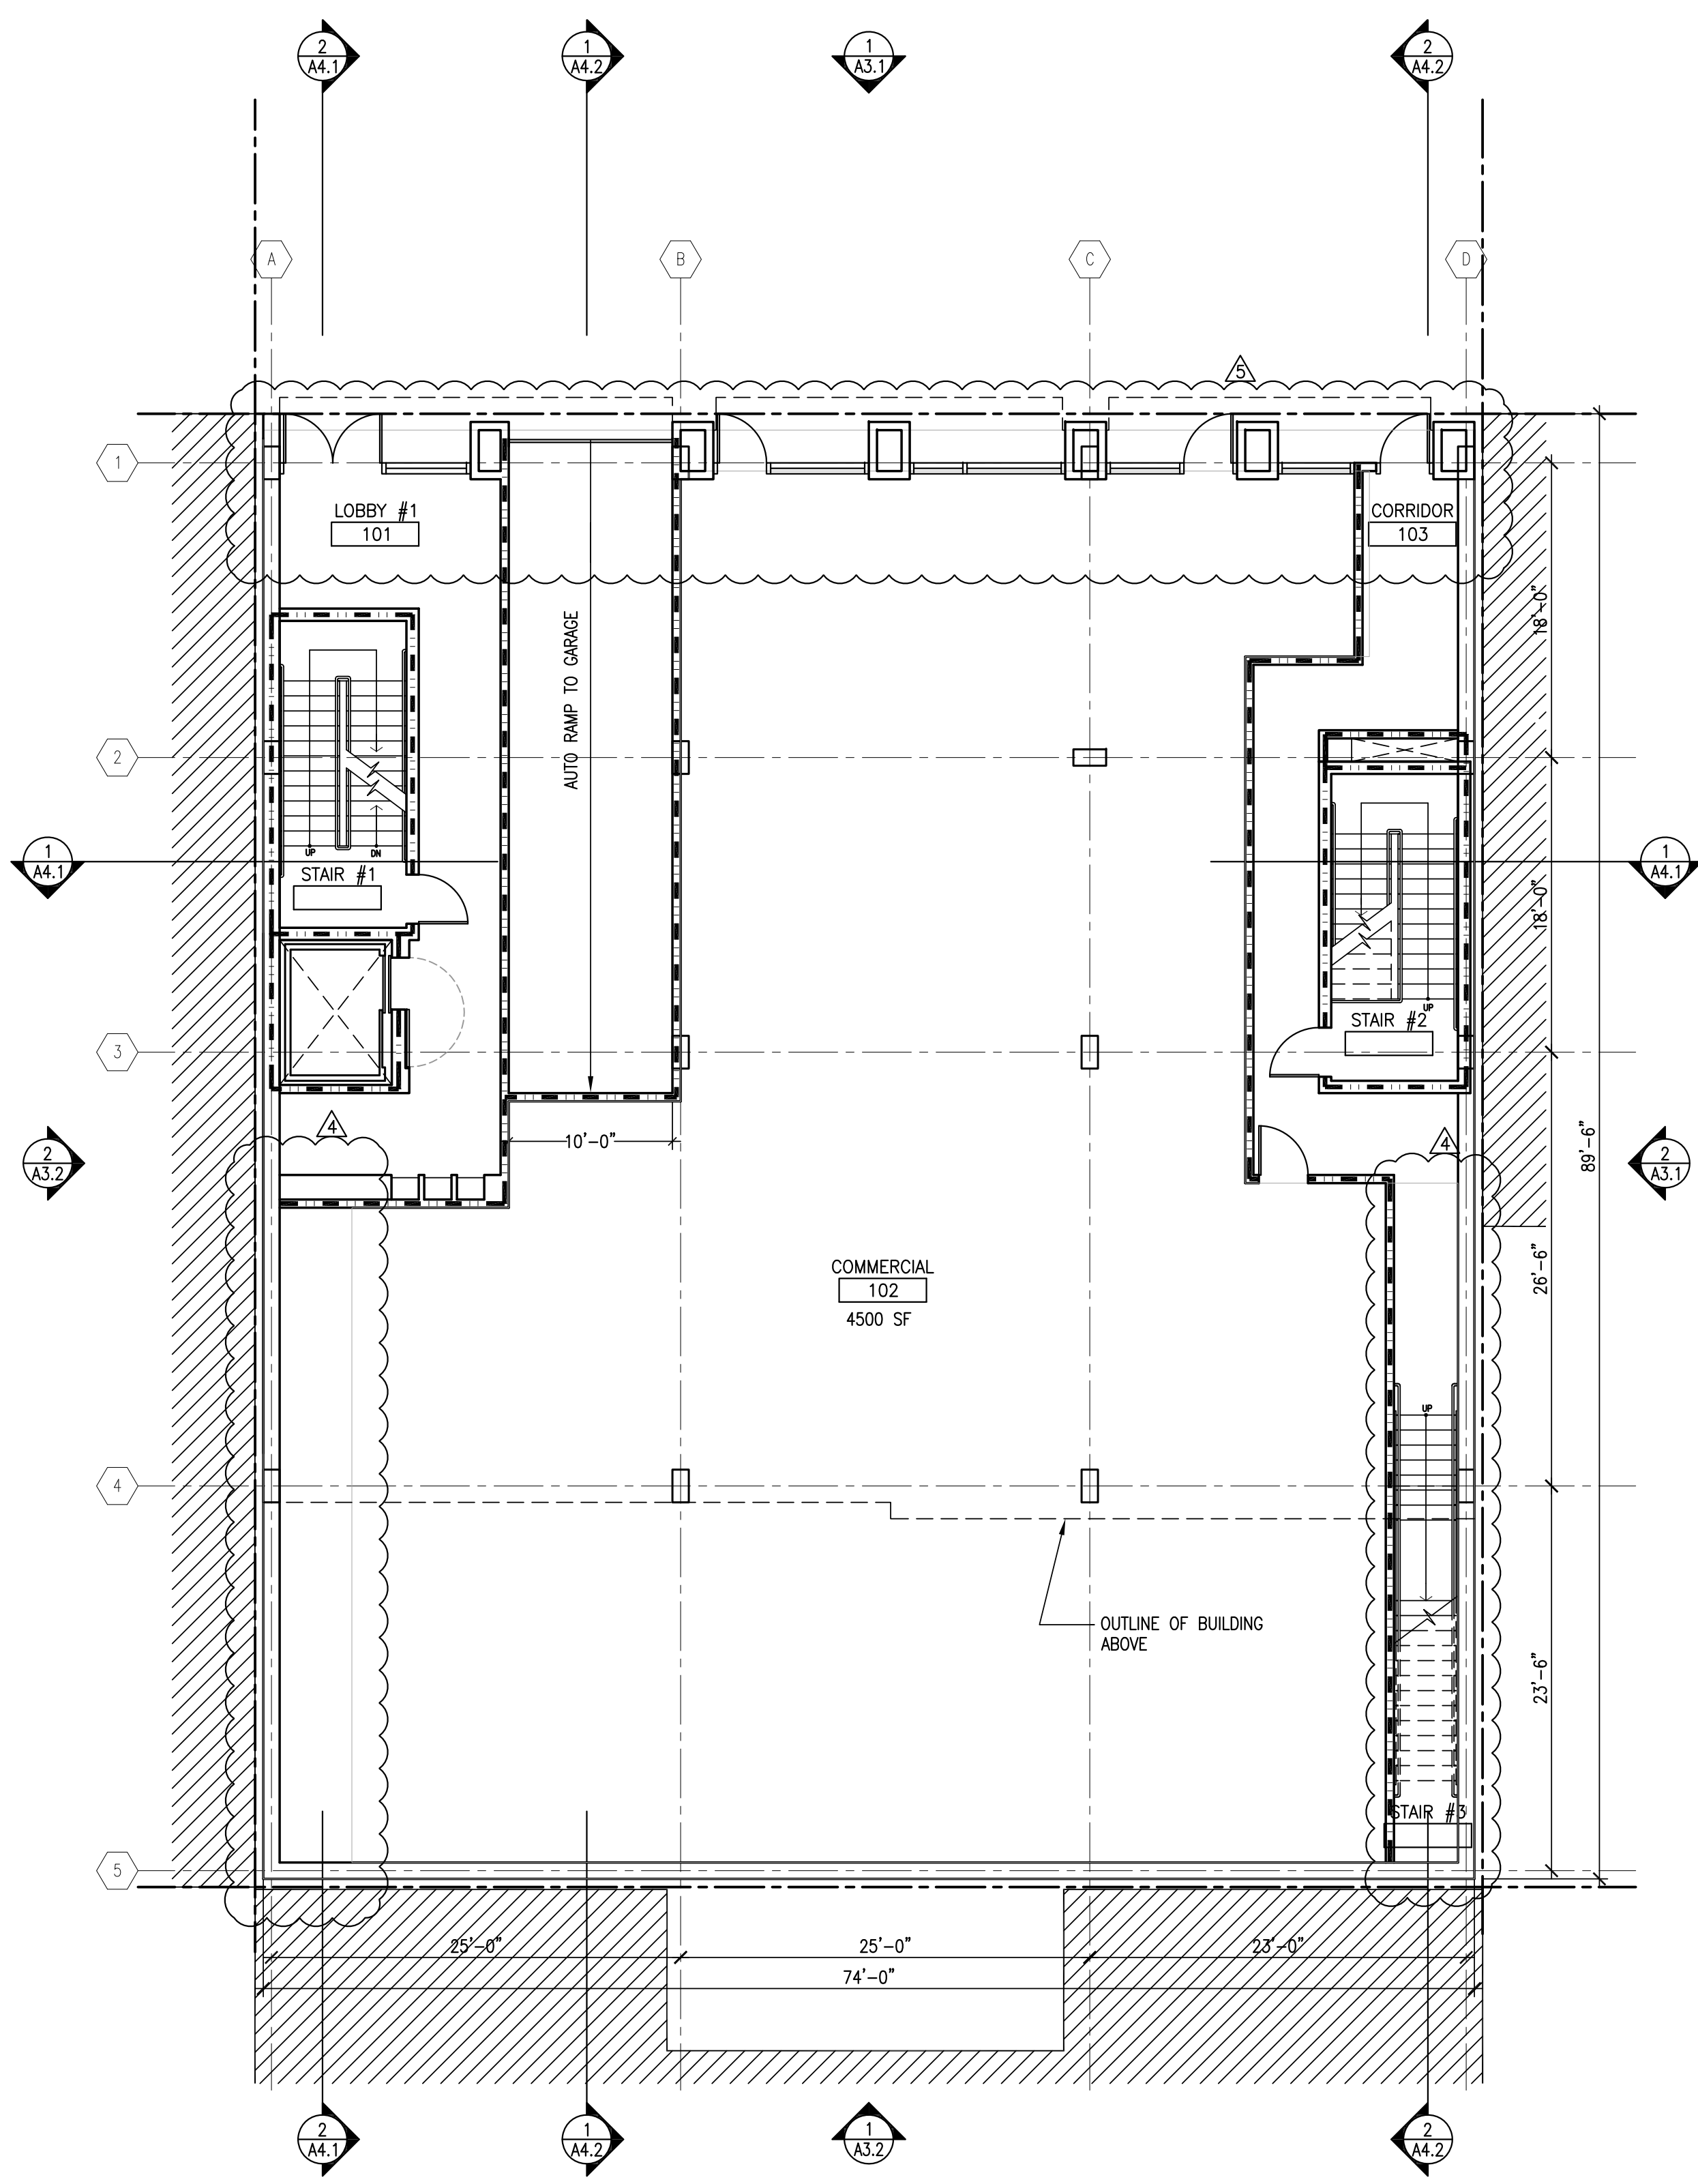 2
A4.1
1
A4.2
1
A3.1
2
A4.2
A
B
C
D
5
1
LOBBY #1
101
CORRIDOR
103
18'-0"
AUTO RAMP TO GARAGE
2
UP
DN
1
A4.1
STAIR #1
1
A4.1
18'-0"
UP
STAIR #2
3
4
4
10'-0"
2
A3.2
2
A3.1
89'-6"
COMMERCIAL
102
4500 SF
26'-6"
UP
4
OUTLINE OF BUILDING
ABOVE
23'-6"
STAIR #3
5
25'-0"
25'-0"
23'-0"
74'-0"
2
A4.1
1
A4.2
1
A3.2
2
A4.2